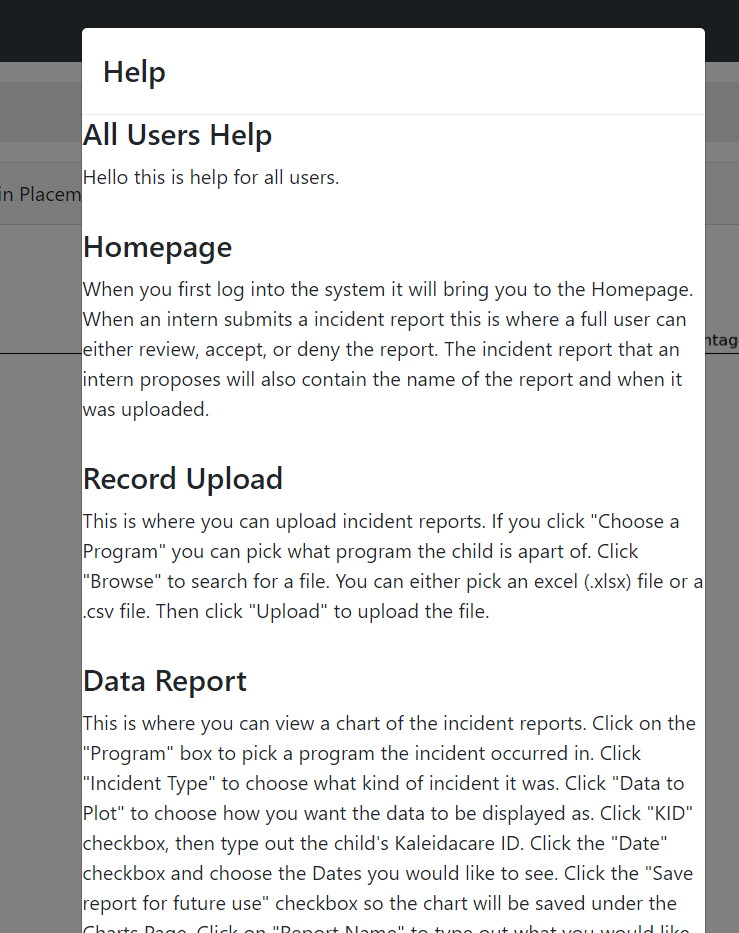 Help
All Users Help
Hello this is help for all users.
Homepage
When you first log into the system it will bring you to the Homepage.
When an intern submits a incident report this is where a full user can
either review, accept, or deny the report. The incident report that an
intern proposes will also contain the name of the report and when it
was uploaded.
Record Upload
This is where you can upload incident reports. If you click "Choose a
Program" you can pick what program the child is apart of. Click
"Browse" to search for a file. You can either pick an excel (.xlsx) file or a
.csv file. Then click "Upload" to upload the file.
Data Report
This is where you can view a chart of the incident reports. Click on the
"Program" box to pick a program the incident occurred in. Click
"Incident Type" to choose what kind of incident it was. Click "Data to
Plot" to choose how you want the data to be displayed as. Click "KID"
checkbox, then type out the child's Kaleidacare ID. Click the "Date"
checkbox and choose the Dates you would like to see. Click the "Save
report for future use" checkbox so the chart will be saved under the
Charts Page. Click on "Report Name" to type out what you would like
in Placem
ntag